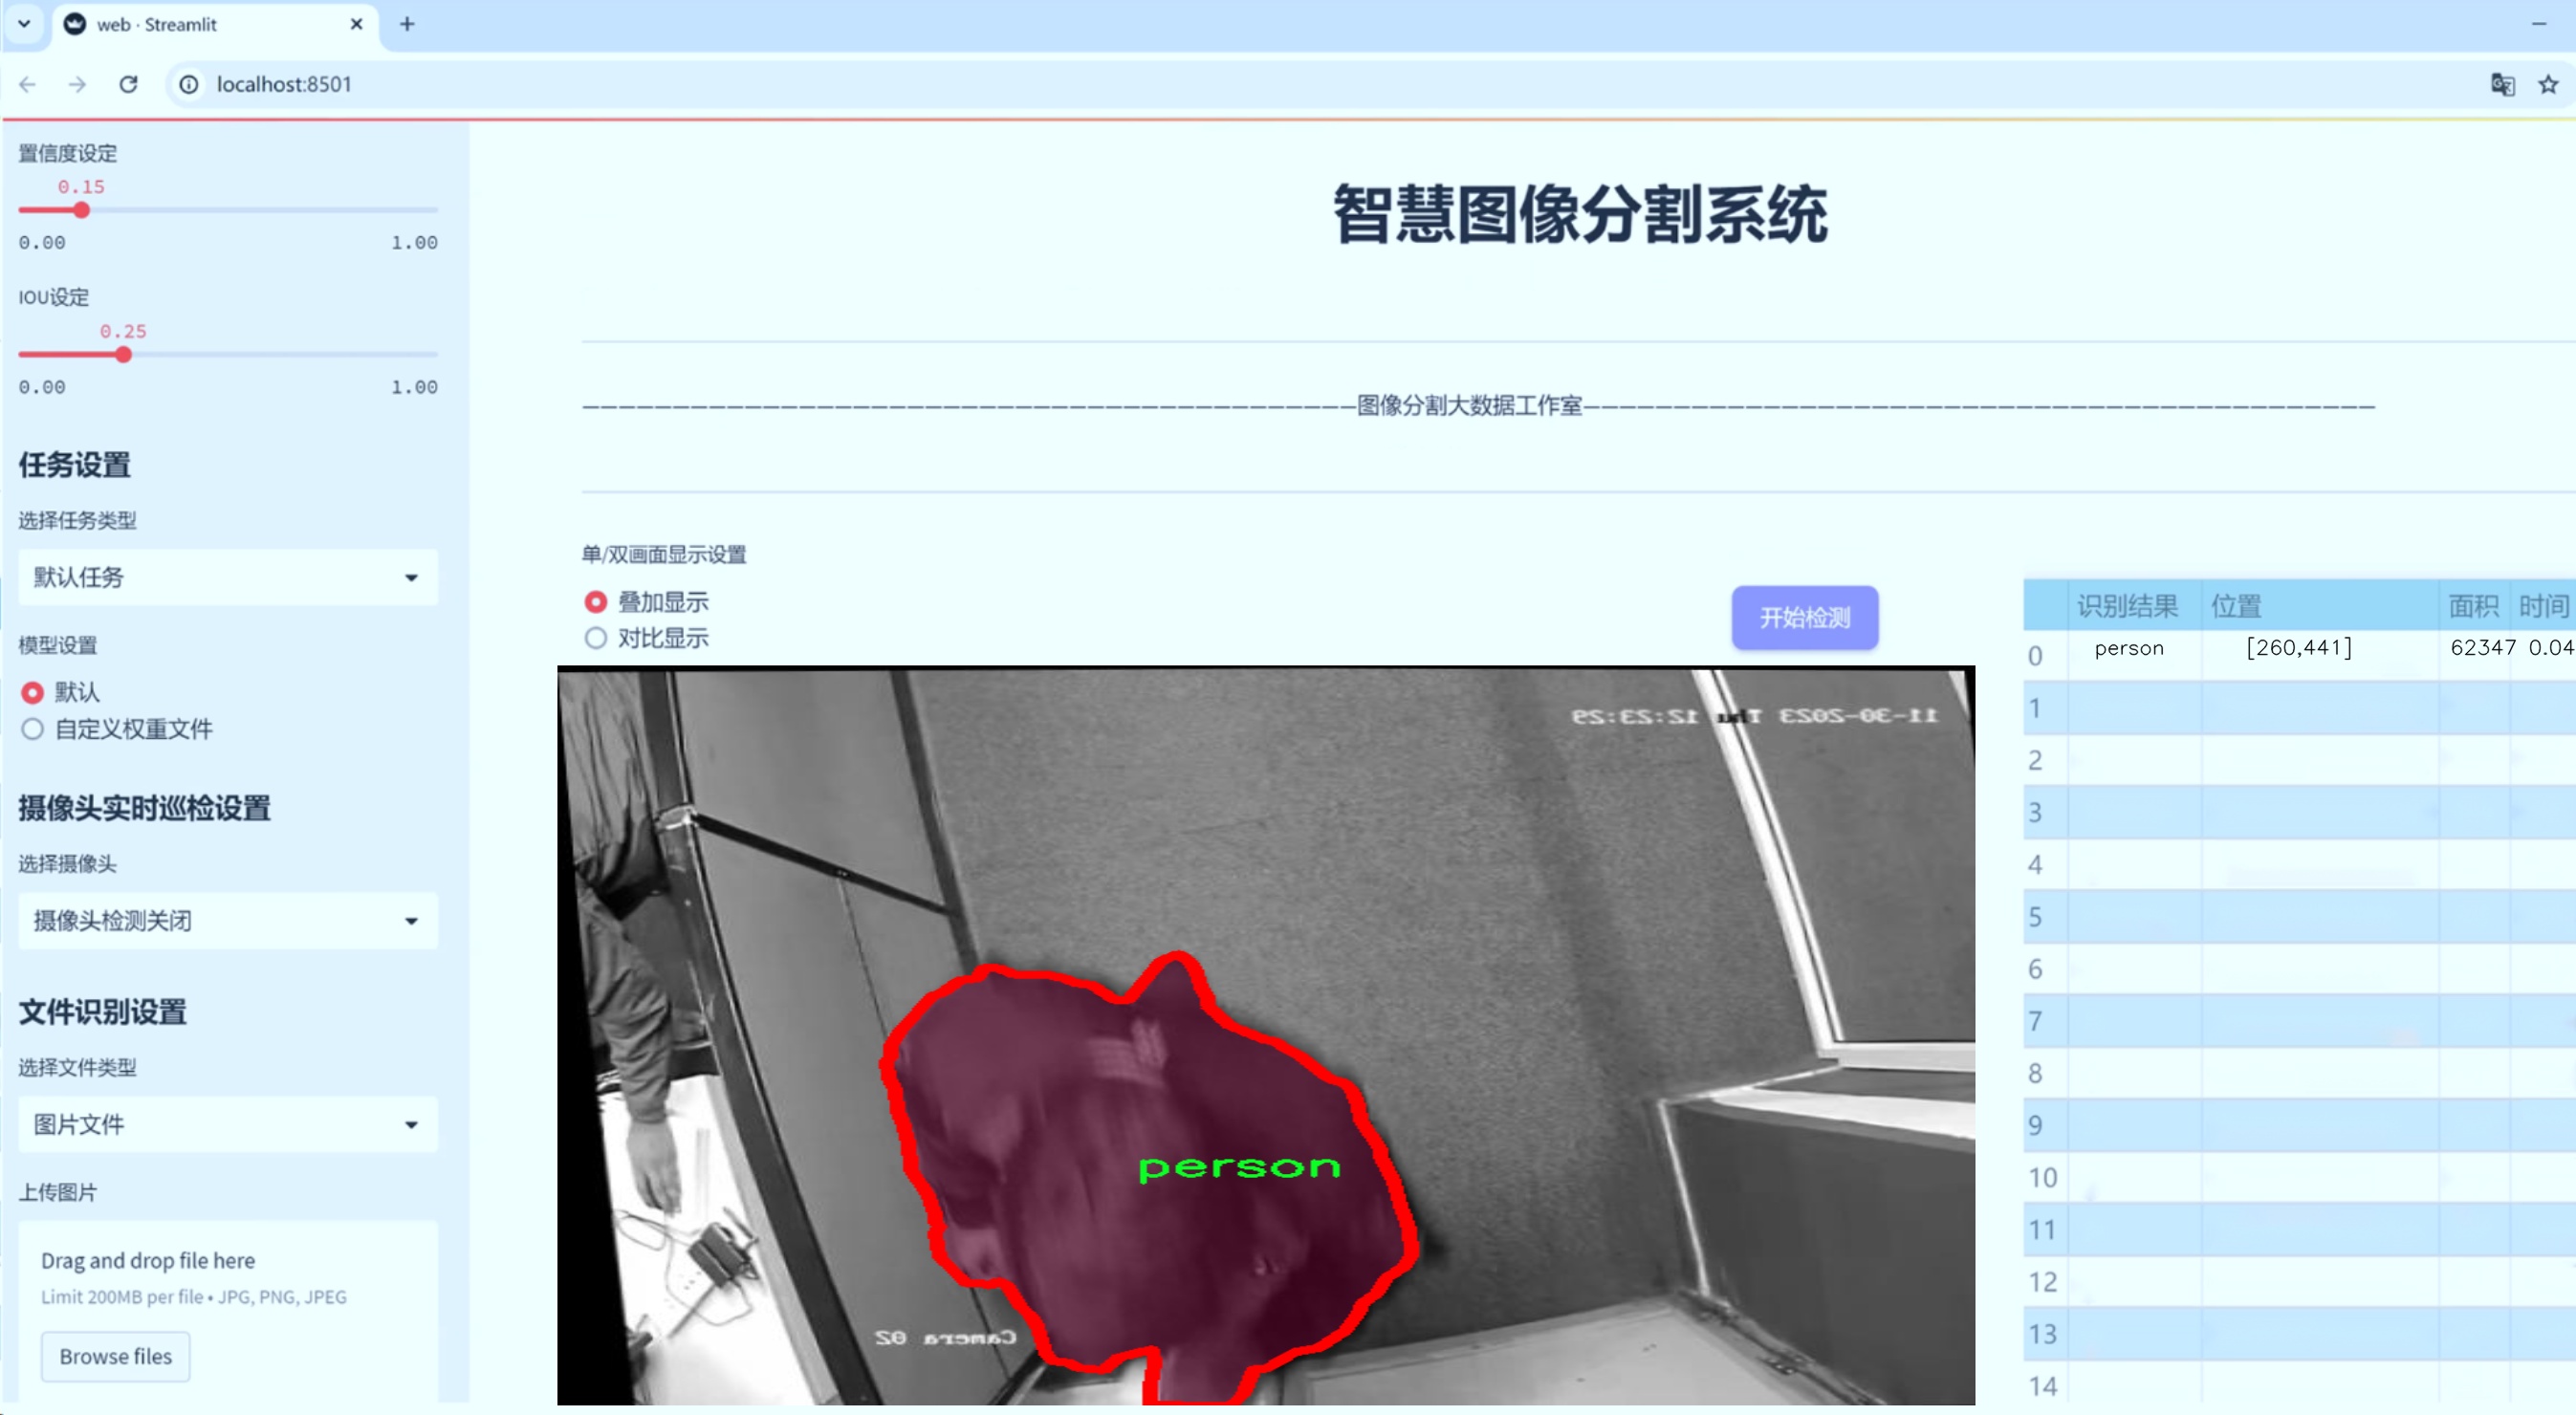 web · Streamlit
localhost:8501
置信度设定
0.15
0.00 1.00
IOU设定
0.25
0.00 1.00
任务设置
选择任务类型
默认任务
模型设置
默认
自定义权重文件
摄像头实时巡检设置
选择摄像头
摄像头检测关闭
文件识别设置
选择文件类型
图片文件
上传图片
Drag and drop file here
Limit 200MB per file • JPG, PNG, JPEG
Browse files
智慧图像分割系统
———————————————————————————————————————————图像分割大数据工作室————————————————————————————————————————————
单/双画面显示设置
叠加显示
对比显示
开始检测
11-30-2023 Thu 12:23:29
person
Camera 02
识别结果 位置 面积 时间
0 person [260,441] 62347 0.04
1
2
3
4
5
6
7
8
9
10
11
12
13
14